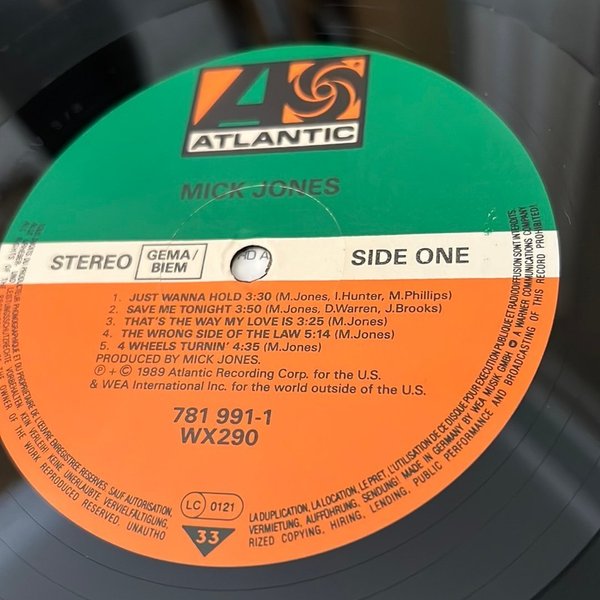 ATLANTIC
MICK JONES
STEREO
GEMA/
BIEM
RD A
SIDE ONE
1. JUST WANNA HOLD 3:30 (M.Jones, I.Hunter, M.Phillips)
2. SAVE ME TONIGHT 3:50 (M.Jones, D.Warren, J.Brooks)
3. THAT'S THE WAY MY LOVE IS 3:25 (M.Jones)
4. THE WRONG SIDE OF THE LAW 5:14 (M.Jones)
5. 4 WHEELS TURNIN' 4:35 (M.Jones)
PRODUCED BY MICK JONES.
Ⓟ + © 1989 Atlantic Recording Corp. for the U.S.
& WEA International Inc. for the world outside of the U.S.
781 991-1
WX290
LC 0121
33
KEINE UNERLAUBTE VERVIELFÄLTIGUNG,
OF THE WORK REPRODUCED RESERVED, UNAUTHO
LA DUPLICATION, LA LOCATION, LE PRET, L'UTILISATION DE CE DISQUE POUR EXECUTION PUBLIQUE ET RADIODIFFUSION SONT INTERDITS.
VERMIETUNG, AUFFÜHRUNG, SENDUNG! MADE IN GERMANY BY WEA MUSIK GMBH A WARNER COMMUNICATIONS COMPANY
RIZED COPYING, HIRING, LENDING, PUBLIC PERFORMANCE AND BROADCASTING OF THIS RECORD PROHIBITED!